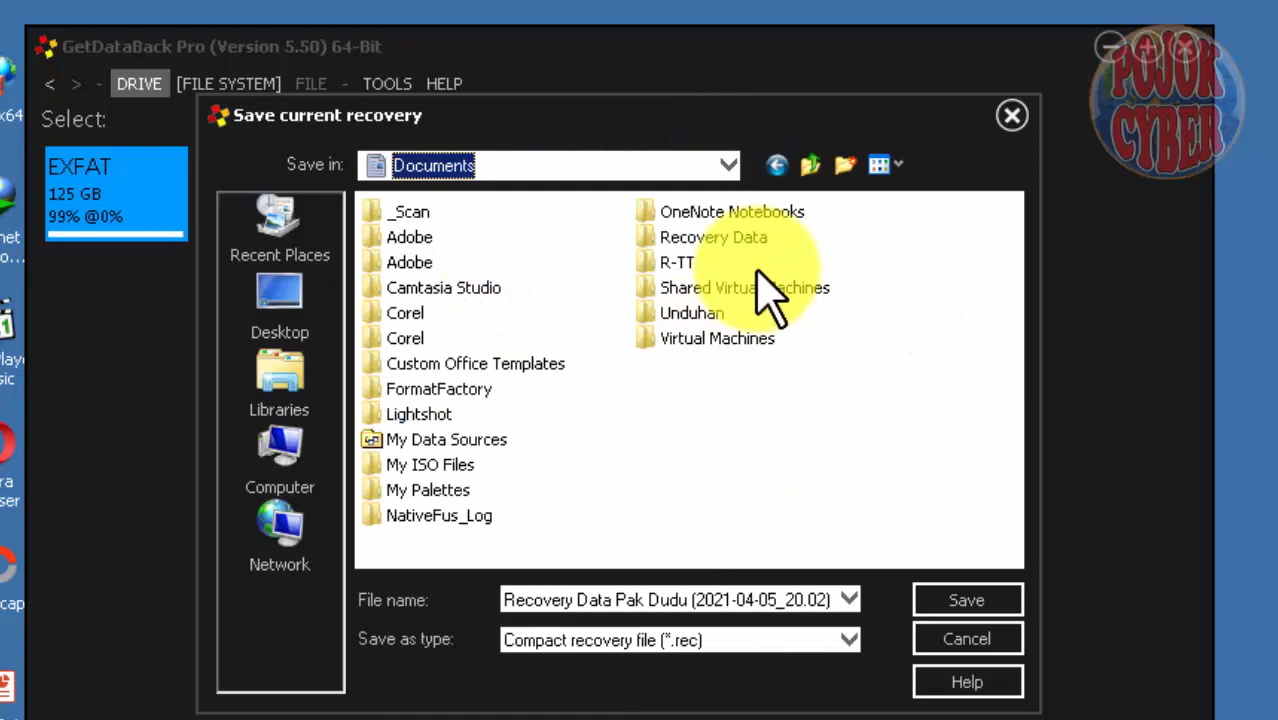 GetDataBack Pro (Version 5.50) 64-Bit
< > - DRIVE [FILE SYSTEM] FILE - TOOLS HELP
Select:
EXFAT
125 GB
99% @0%
Save current recovery
Save in: Documents
Recent Places
Desktop
Libraries
Computer
Network
_Scan
Adobe
Adobe
Camtasia Studio
Corel
Corel
Custom Office Templates
FormatFactory
Lightshot
My Data Sources
My ISO Files
My Palettes
NativeFus_Log
OneNote Notebooks
Recovery Data
R-TT
Shared Virtual Machines
Unduhan
Virtual Machines
File name: Recovery Data Pak Dudu (2021-04-05_20.02)
Save as type: Compact recovery file (*.rec)
Save
Cancel
Help
POJOK
CYBER
x64